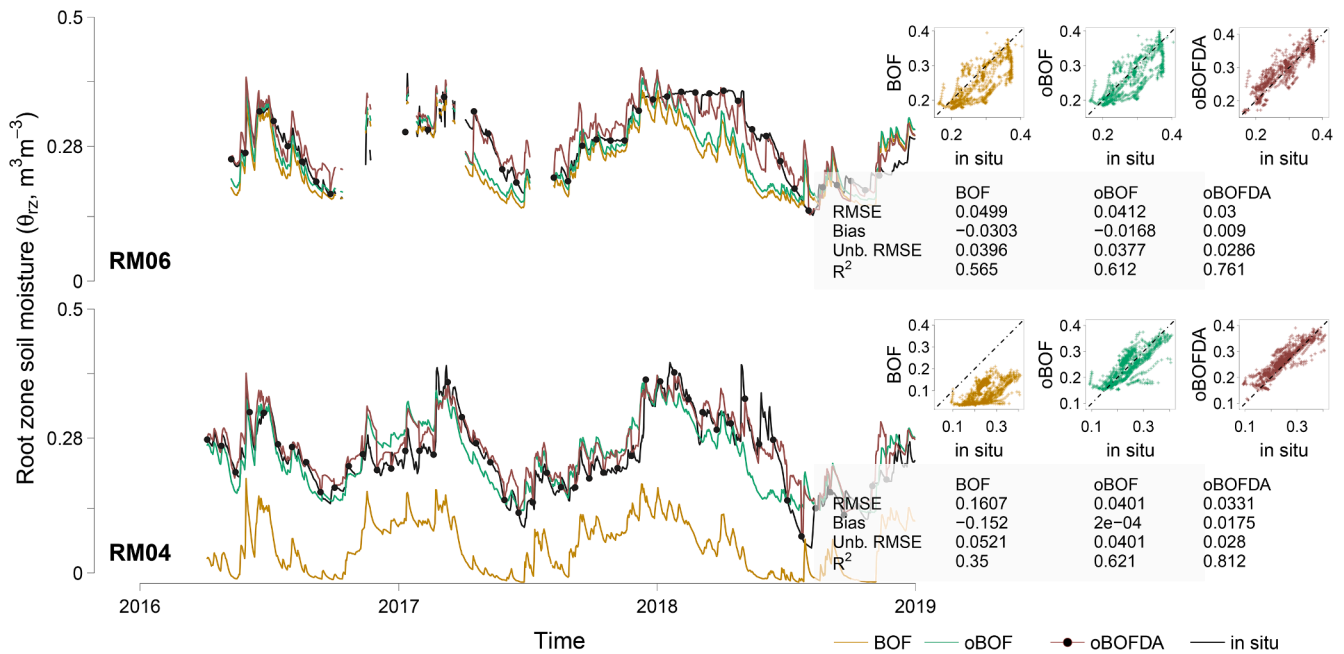 Root zone soil moisture (θrz, m³m⁻³)
0.5
0.28
0
RM06
BOF
0.4
0.3
0.2
0.2
0.4
in situ
oBOF
0.4
0.3
0.2
0.2
0.4
in situ
oBOFDA
0.4
0.3
0.2
0.2
0.4
in situ
BOF oBOF oBOFDA
RMSE 0.0499 0.0412 0.03
Bias −0.0303 −0.0168 0.009
Unb. RMSE 0.0396 0.0377 0.0286
R² 0.565 0.612 0.761
0.5
0.28
0
RM04
BOF
0.4
0.3
0.2
0.1
0.1 0.3
in situ
oBOF
0.4
0.3
0.2
0.1
0.1 0.3
in situ
oBOFDA
0.4
0.3
0.2
0.1
0.1 0.3
in situ
BOF oBOF oBOFDA
RMSE 0.1607 0.0401 0.0331
Bias −0.152 2e−04 0.0175
Unb. RMSE 0.0521 0.0401 0.028
R² 0.35 0.621 0.812
2016 2017 2018 2019
Time
BOF oBOF oBOFDA in situ